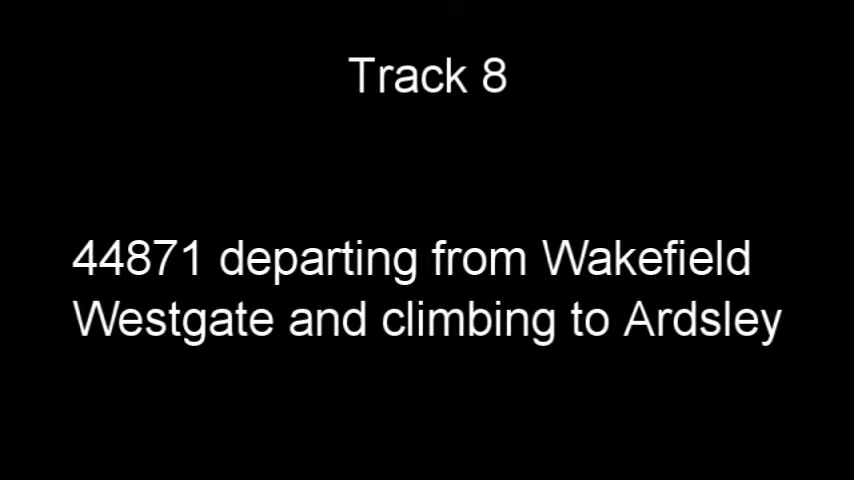 Track 8
44871 departing from Wakefield
Westgate and climbing to Ardsley